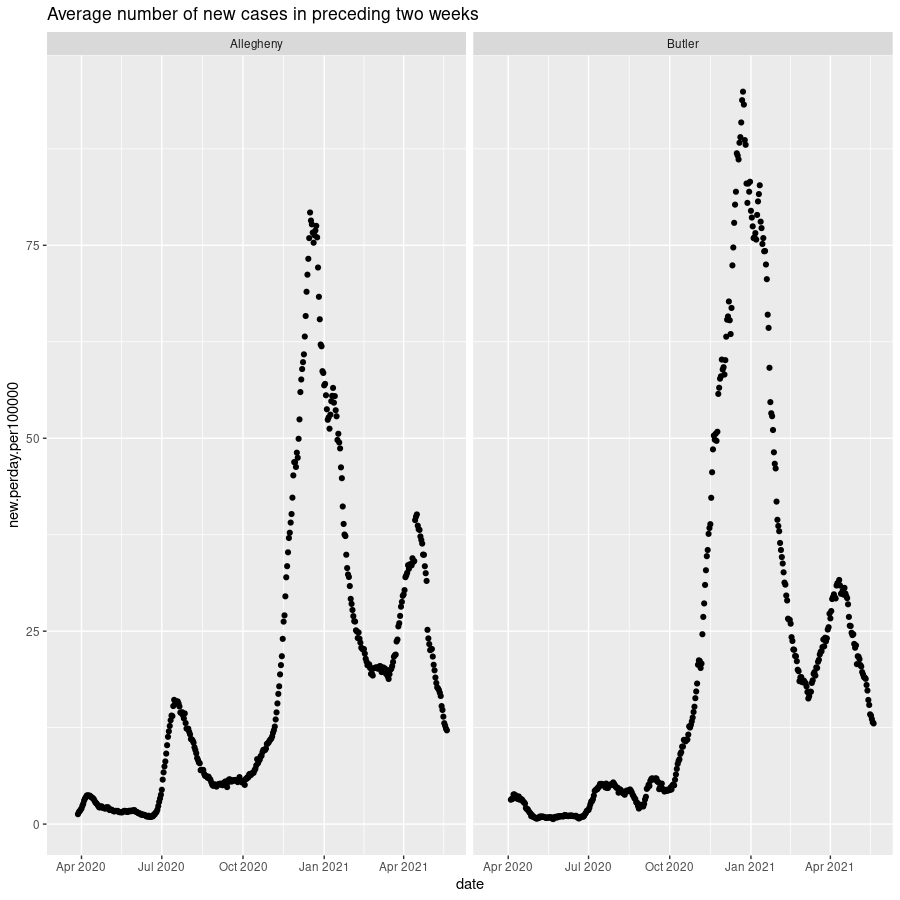 Average number of new cases in preceding two weeks
Allegheny
Butler
75
50
25
0
new.perday.per100000
Apr 2020 Jul 2020 Oct 2020 Jan 2021 Apr 2021
Apr 2020 Jul 2020 Oct 2020 Jan 2021 Apr 2021
date